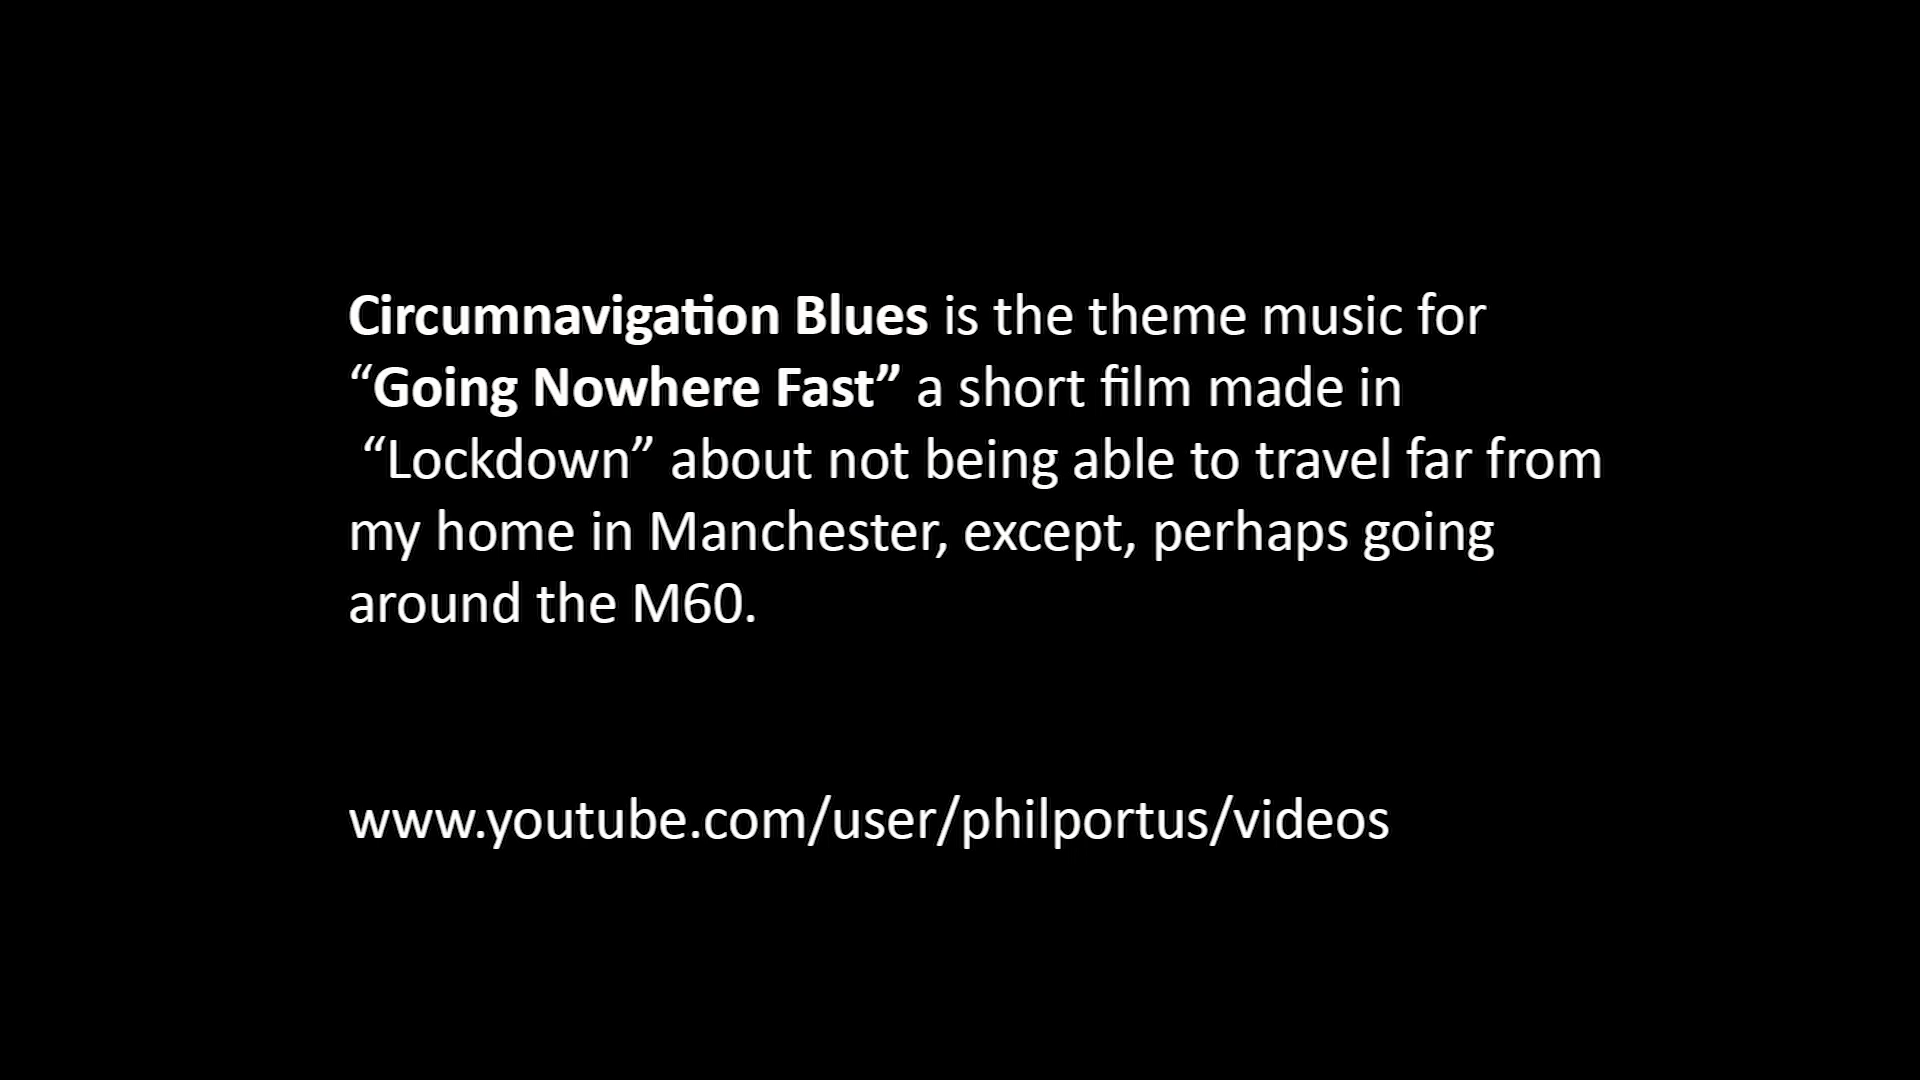 Circumnavigation Blues is the theme music for
“Going Nowhere Fast” a short film made in
“Lockdown” about not being able to travel far from
my home in Manchester, except, perhaps going
around the M60.
www.youtube.com/user/philportus/videos